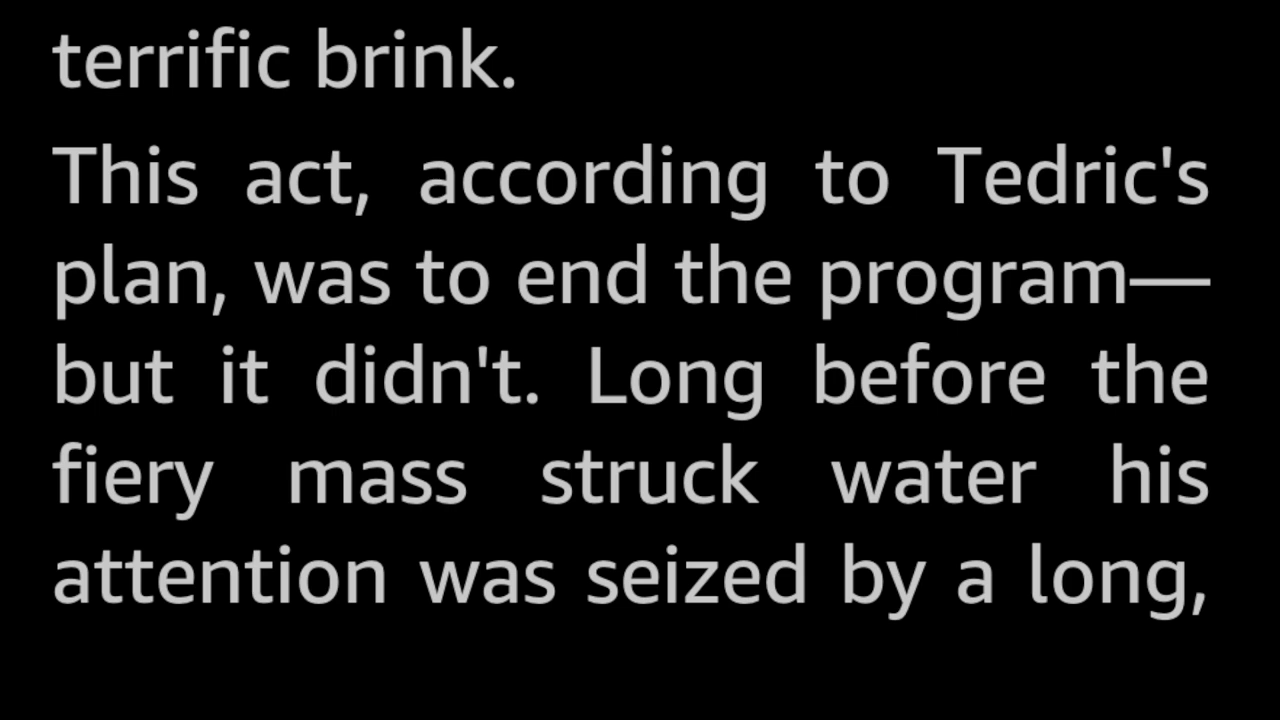 terrific brink.
This act, according to Tedric's
plan, was to end the program—
but it didn't. Long before the
fiery mass struck water his
attention was seized by a long,